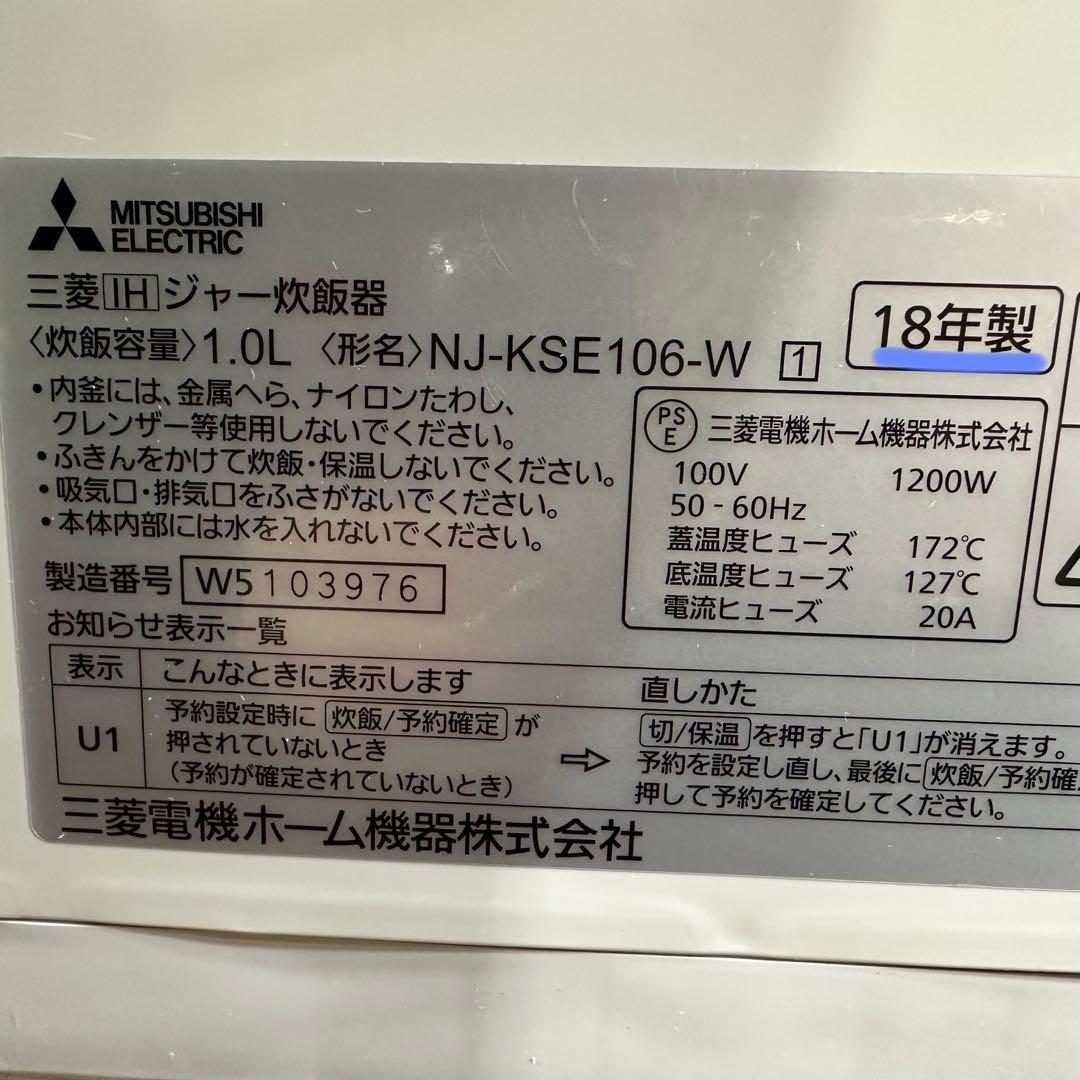 MITSUBISHI
ELECTRIC
三菱IHジャー炊飯器
〈炊飯容量〉1.0L 〈形名〉NJ-KSE106-W 1
18年製
・内釜には、金属へら、ナイロンたわし、
クレンザー等使用しないでください。
・ふきんをかけて炊飯・保温しないでください。
・吸気口・排気口をふさがないでください。
・本体内部には水を入れないでください。
製造番号 W5103976
PS
E
三菱電機ホーム機器株式会社
100V 1200W
50 - 60Hz
蓋温度ヒューズ 172℃
底温度ヒューズ 127℃
電流ヒューズ 20A
お知らせ表示一覧
表示 こんなときに表示します 直しかた
U1
予約設定時に 炊飯/予約確定 が
押されていないとき
(予約が確定されていないとき)
⇨
切/保温 を押すと「U1」が消えます。
予約を設定し直し、最後に 炊飯/予約確
押して予約を確定してください。
三菱電機ホーム機器株式会社